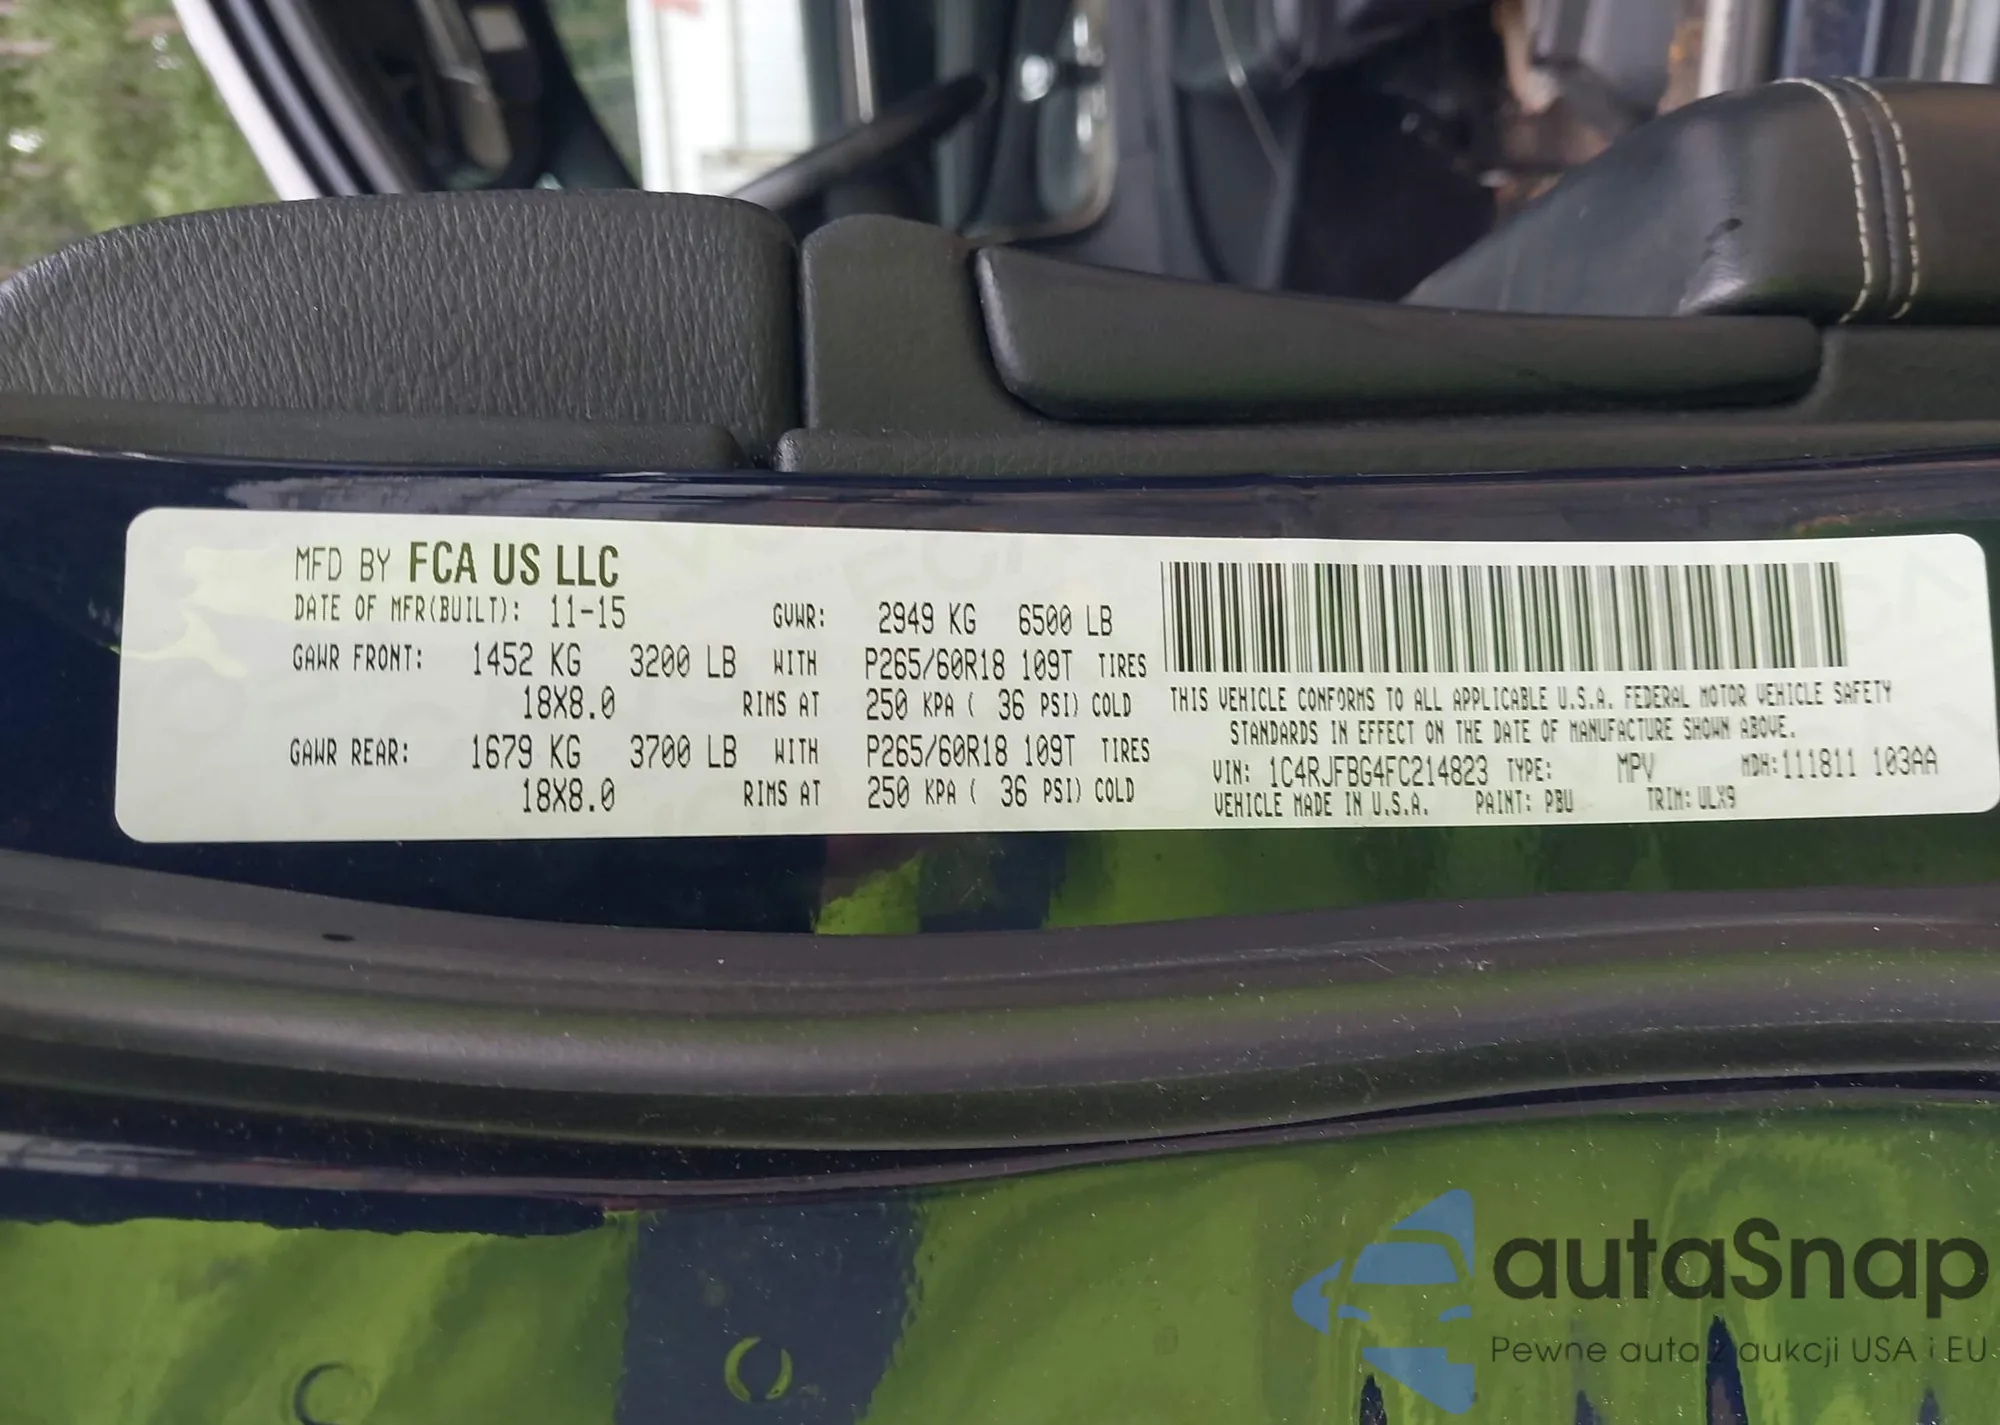 MFD BY FCA US LLC
DATE OF MFR(BUILT): 11-15 GVWR: 2949 KG 6500 LB
GAWR FRONT: 1452 KG 3200 LB WITH P265/60R18 109T TIRES
18X8.0 RIMS AT 250 KPA ( 36 PSI) COLD
GAWR REAR: 1679 KG 3700 LB WITH P265/60R18 109T TIRES
18X8.0 RIMS AT 250 KPA ( 36 PSI) COLD
THIS VEHICLE CONFORMS TO ALL APPLICABLE U.S.A. FEDERAL MOTOR VEHICLE SAFETY
STANDARDS IN EFFECT ON THE DATE OF MANUFACTURE SHOWN ABOVE.
VIN: 1C4RJFBG4FC214823 TYPE: MPV MDH:111811 103AA
VEHICLE MADE IN U.S.A. PAINT: PBU TRIM: ULX9
autaSnap
Pewne auta z aukcji USA i EU